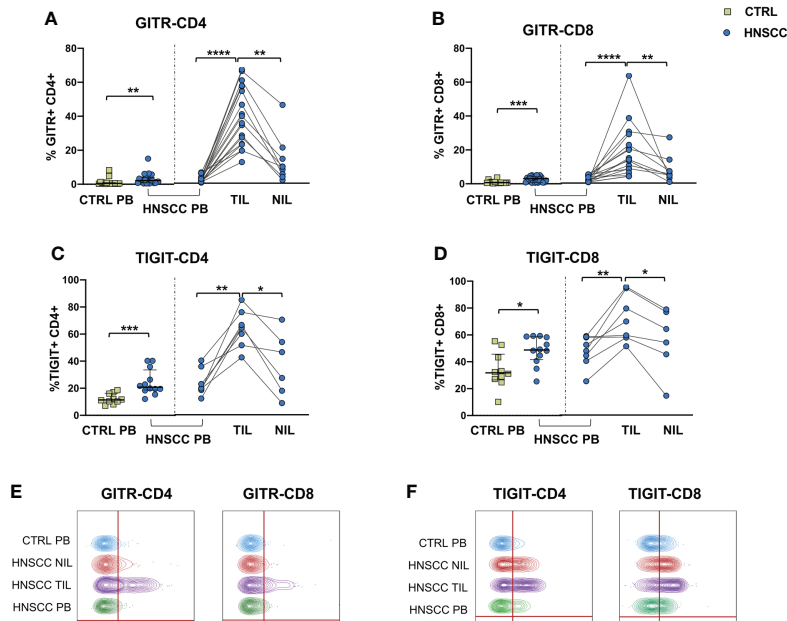 CTRL
HNSCC
A
GITR-CD4
% GITR+ CD4+
80
60
40
20
0
**
****
**
CTRL PB
HNSCC PB
TIL
NIL
B
GITR-CD8
% GITR+ CD8+
80
60
40
20
0
***
****
**
CTRL PB
HNSCC PB
TIL
NIL
C
TIGIT-CD4
%TIGIT+ CD4+
100
80
60
40
20
0
***
**
*
CTRL PB
HNSCC PB
TIL
NIL
D
TIGIT-CD8
%TIGIT+ CD8+
100
80
60
40
20
0
*
**
*
CTRL PB
HNSCC PB
TIL
NIL
E
GITR-CD4
GITR-CD8
CTRL PB
HNSCC NIL
HNSCC TIL
HNSCC PB
F
TIGIT-CD4
TIGIT-CD8
CTRL PB
HNSCC NIL
HNSCC TIL
HNSCC PB